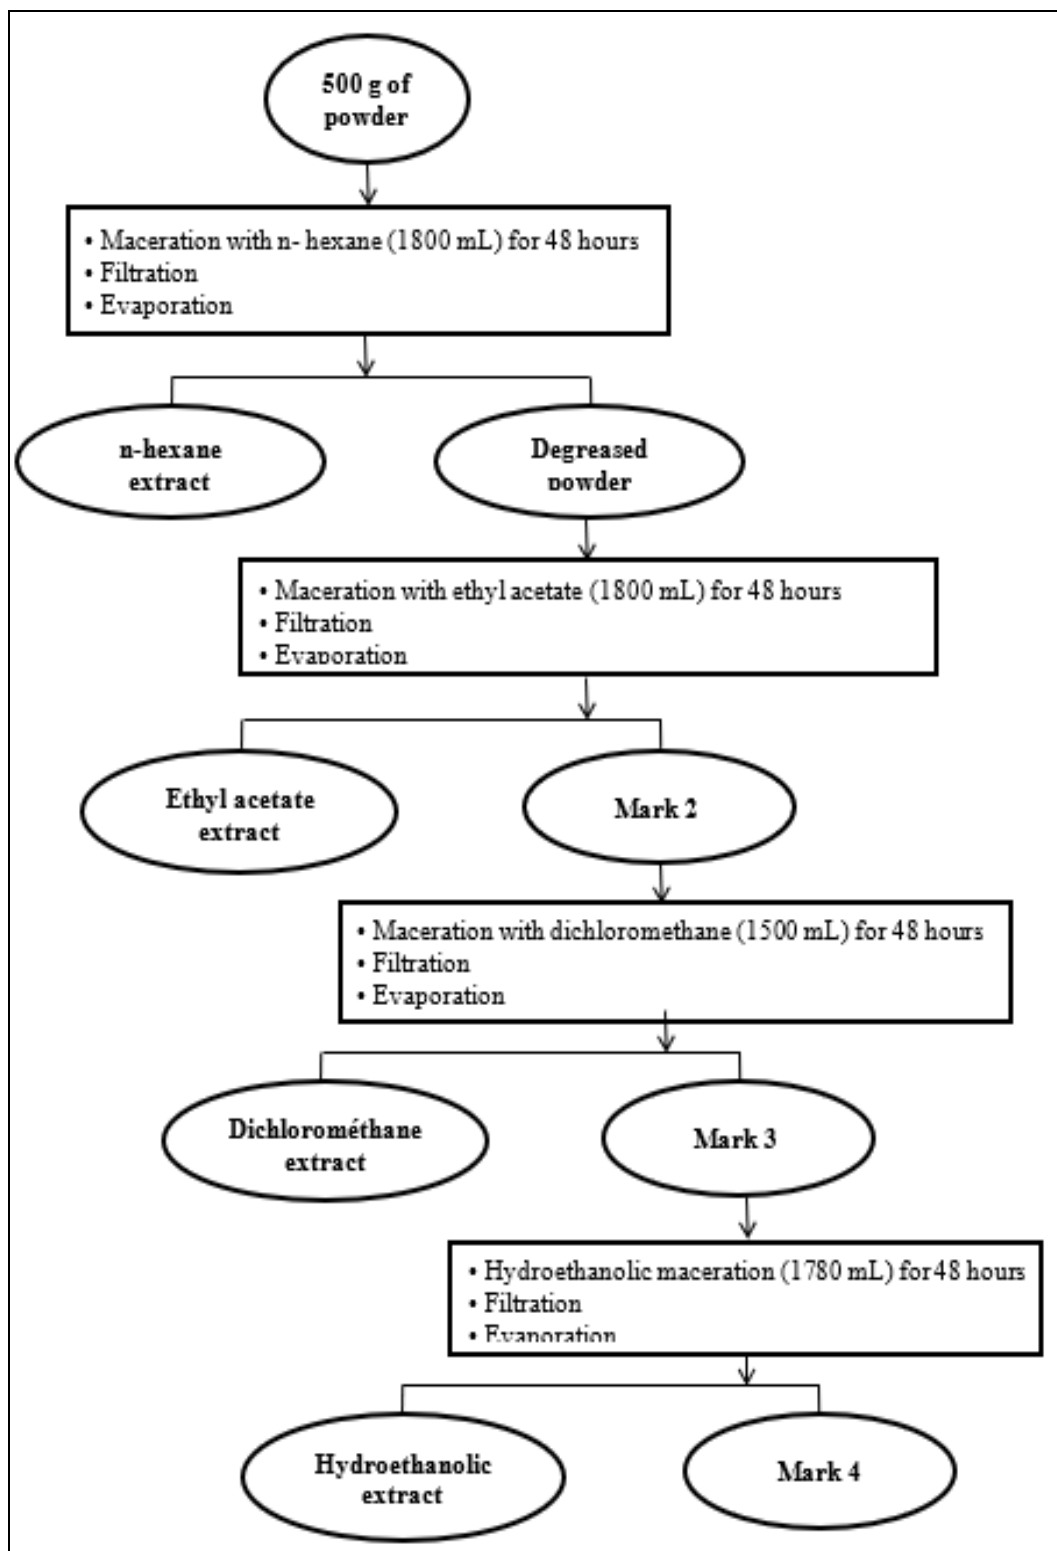 500 g of
powder
• Maceration with n- hexane (1800 mL) for 48 hours
• Filtration
• Evaporation
n-hexane
extract
Degreased
powder
• Maceration with ethyl acetate (1800 mL) for 48 hours
• Filtration
• Evaporation
Ethyl acetate
extract
Mark 2
• Maceration with dichloromethane (1500 mL) for 48 hours
• Filtration
• Evaporation
Dichlorométhane
extract
Mark 3
• Hydroethanolic maceration (1780 mL) for 48 hours
• Filtration
• Evaporation
Hydroethanolic
extract
Mark 4